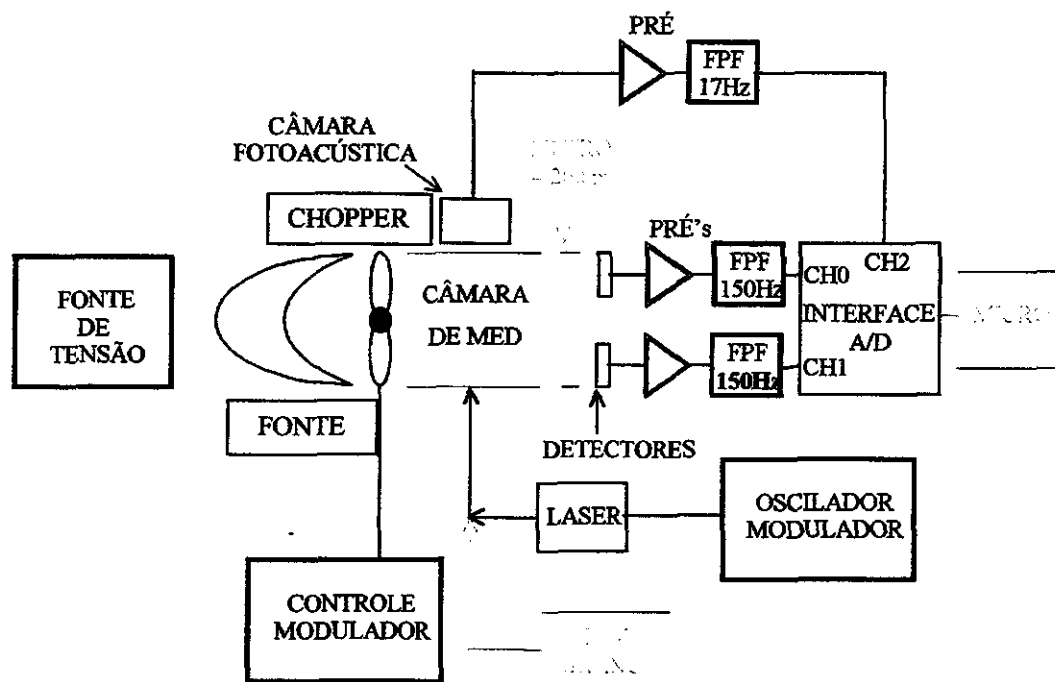 PRÉ
FPF
17Hz
CÂMARA
FOTOACÚSTICA
CHOPPER
PRÉ's
FPF
150Hz
CH0
CH2
INTERFACE
A/D
CH1
FONTE
DE
TENSÃO
CÂMARA
DE MED
FPF
150Hz
FONTE
DETECTORES
LASER
OSCILADOR
MODULADOR
CONTROLE
MODULADOR